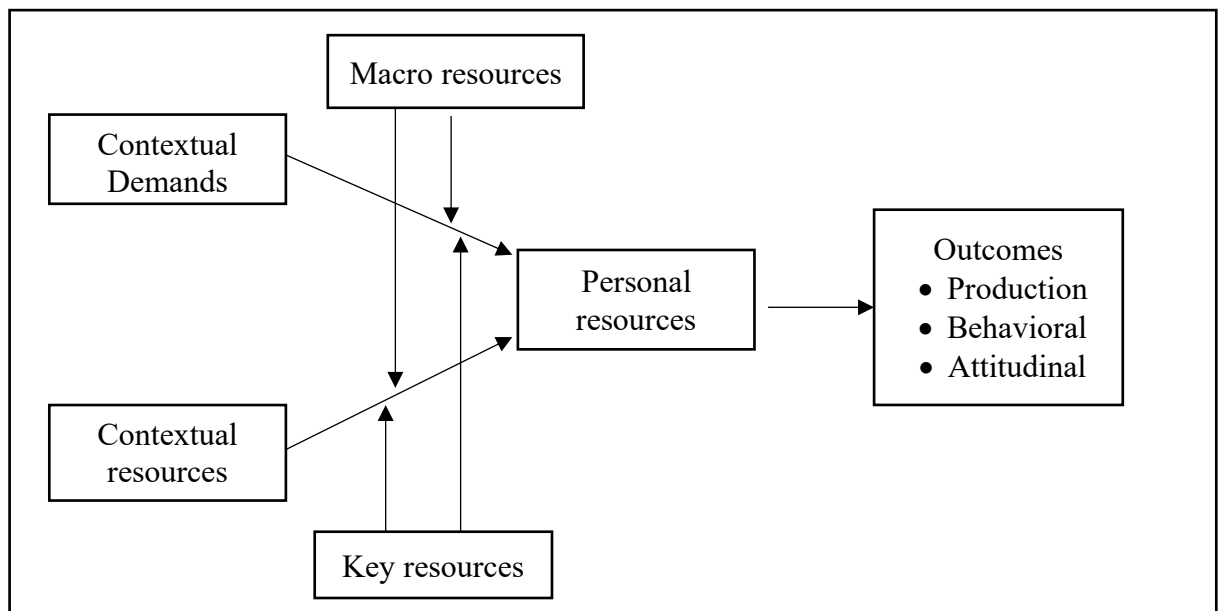 Macro resources
Contextual
Demands
Personal
resources
Outcomes
• Production
• Behavioral
• Attitudinal
Contextual
resources
Key resources